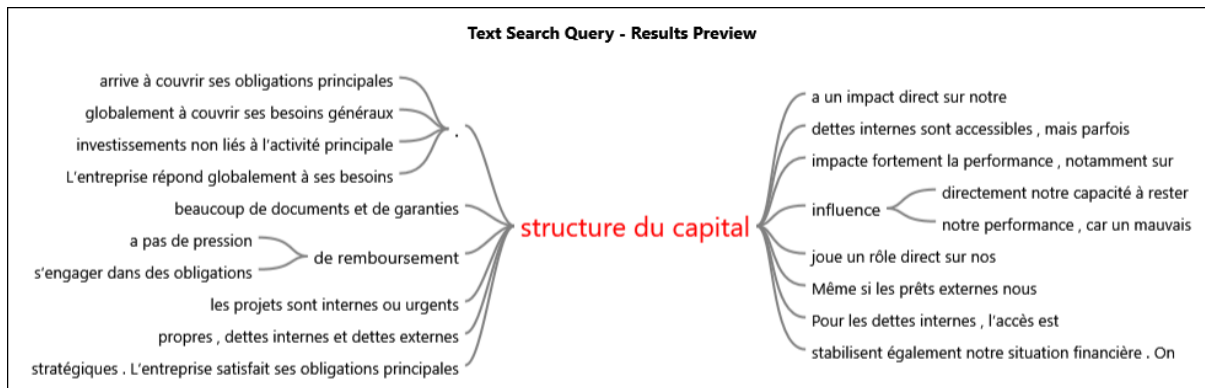 Text Search Query - Results Preview
arrive à couvrir ses obligations principales
globalement à couvrir ses besoins généraux
investissements non liés à l'activité principale
L'entreprise répond globalement à ses besoins
.
beaucoup de documents et de garanties
a pas de pression
s'engager dans des obligations
de remboursement
les projets sont internes ou urgents
propres , dettes internes et dettes externes
stratégiques . L'entreprise satisfait ses obligations principales
structure du capital
a un impact direct sur notre
dettes internes sont accessibles , mais parfois
impacte fortement la performance , notamment sur
influence
directement notre capacité à rester
notre performance , car un mauvais
joue un rôle direct sur nos
Même si les prêts externes nous
Pour les dettes internes , l'accès est
stabilisent également notre situation financière . On